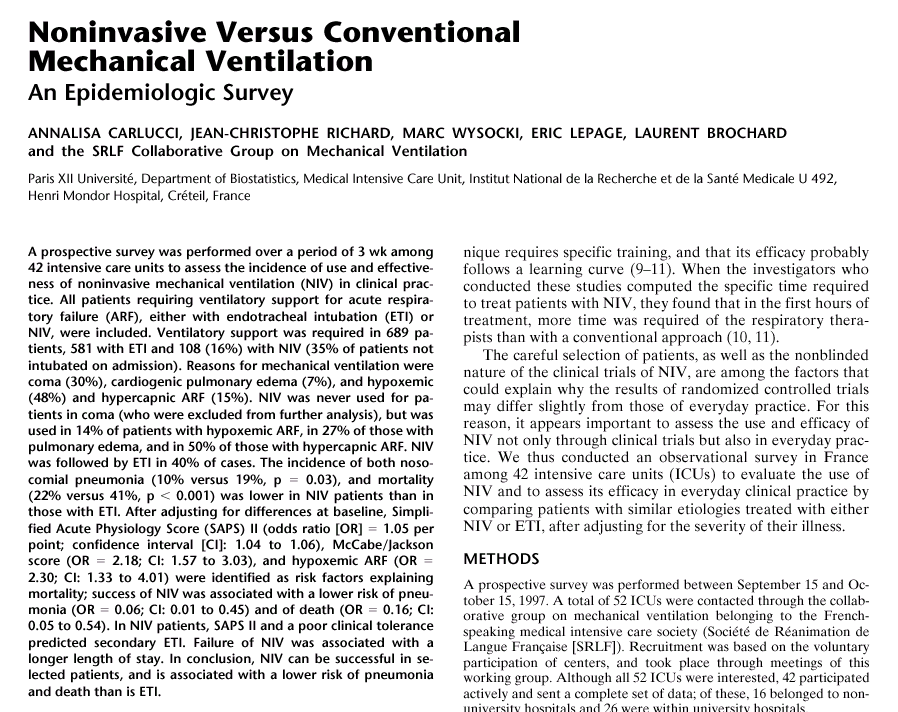 Noninvasive Versus Conventional
Mechanical Ventilation
An Epidemiologic Survey
ANNALISA CARLUCCI, JEAN-CHRISTOPHE RICHARD, MARC WYSOCKI, ERIC LEPAGE, LAURENT BROCHARD
and the SRLF Collaborative Group on Mechanical Ventilation
Paris XII Université, Department of Biostatistics, Medical Intensive Care Unit, Institut National de la Recherche et de la Santé Medicale U 492,
Henri Mondor Hospital, Créteil, France
A prospective survey was performed over a period of 3 wk among
42 intensive care units to assess the incidence of use and effective-
ness of noninvasive mechanical ventilation (NIV) in clinical prac-
tice. All patients requiring ventilatory support for acute respira-
tory failure (ARF), either with endotracheal intubation (ETI) or
NIV, were included. Ventilatory support was required in 689 pa-
tients, 581 with ETI and 108 (16%) with NIV (35% of patients not
intubated on admission). Reasons for mechanical ventilation were
coma (30%), cardiogenic pulmonary edema (7%), and hypoxemic
(48%) and hypercapnic ARF (15%). NIV was never used for pa-
tients in coma (who were excluded from further analysis), but was
used in 14% of patients with hypoxemic ARF, in 27% of those with
pulmonary edema, and in 50% of those with hypercapnic ARF. NIV
was followed by ETI in 40% of cases. The incidence of both noso-
comial pneumonia (10% versus 19%, p = 0.03), and mortality
(22% versus 41%, p < 0.001) was lower in NIV patients than in
those with ETI. After adjusting for differences at baseline, Simpli-
fied Acute Physiology Score (SAPS) II (odds ratio [OR] = 1.05 per
point; confidence interval [CI]: 1.04 to 1.06), McCabe/Jackson
score (OR = 2.18; CI: 1.57 to 3.03), and hypoxemic ARF (OR =
2.30; CI: 1.33 to 4.01) were identified as risk factors explaining
mortality; success of NIV was associated with a lower risk of pneu-
monia (OR = 0.06; CI: 0.01 to 0.45) and of death (OR = 0.16; CI:
0.05 to 0.54). In NIV patients, SAPS II and a poor clinical tolerance
predicted secondary ETI. Failure of NIV was associated with a
longer length of stay. In conclusion, NIV can be successful in se-
lected patients, and is associated with a lower risk of pneumonia
and death than is ETI.
nique requires specific training, and that its efficacy probably
follows a learning curve (9–11). When the investigators who
conducted these studies computed the specific time required
to treat patients with NIV, they found that in the first hours of
treatment, more time was required of the respiratory thera-
pists than with a conventional approach (10, 11).
The careful selection of patients, as well as the nonblinded
nature of the clinical trials of NIV, are among the factors that
could explain why the results of randomized controlled trials
may differ slightly from those of everyday practice. For this
reason, it appears important to assess the use and efficacy of
NIV not only through clinical trials but also in everyday prac-
tice. We thus conducted an observational survey in France
among 42 intensive care units (ICUs) to evaluate the use of
NIV and to assess its efficacy in everyday clinical practice by
comparing patients with similar etiologies treated with either
NIV or ETI, after adjusting for the severity of their illness.
METHODS
A prospective survey was performed between September 15 and Oc-
tober 15, 1997. A total of 52 ICUs were contacted through the collab-
orative group on mechanical ventilation belonging to the French-
speaking medical intensive care society (Société de Réanimation de
Langue Française [SRLF]). Recruitment was based on the voluntary
participation of centers, and took place through meetings of this
working group. Although all 52 ICUs were interested, 42 participated
actively and sent a complete set of data; of these, 16 belonged to non-
university hospitals and 26 were within university hospitals.